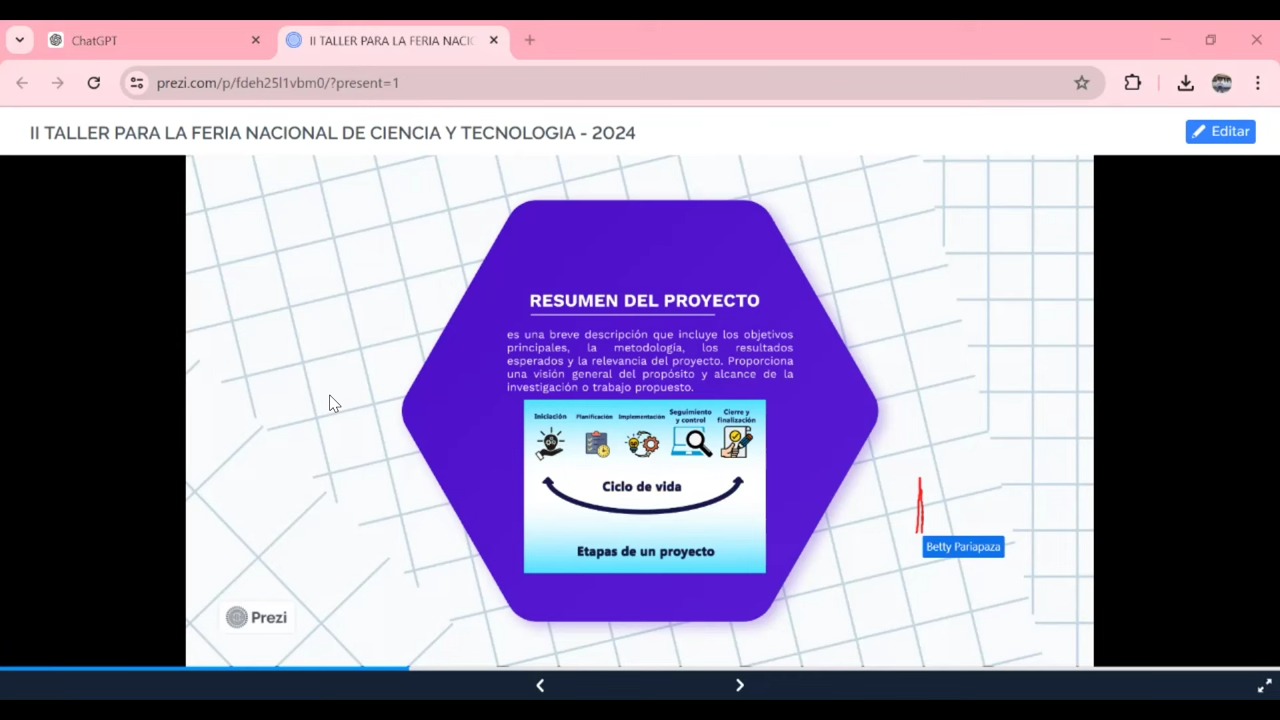 ChatGPT
II TALLER PARA LA FERIA NACIO
prezi.com/p/fdeh25l1vbm0/?present=1
II TALLER PARA LA FERIA NACIONAL DE CIENCIA Y TECNOLOGIA - 2024
Editar
RESUMEN DEL PROYECTO
es una breve descripción que incluye los objetivos
principales, la metodología, los resultados
esperados y la relevancia del proyecto. Proporciona
una visión general del propósito y alcance de la
investigación o trabajo propuesto.
Iniciación Planificación Implementación Seguimiento y control Cierre y finalización
Ciclo de vida
Etapas de un proyecto
Betty Pariapaza
Prezi